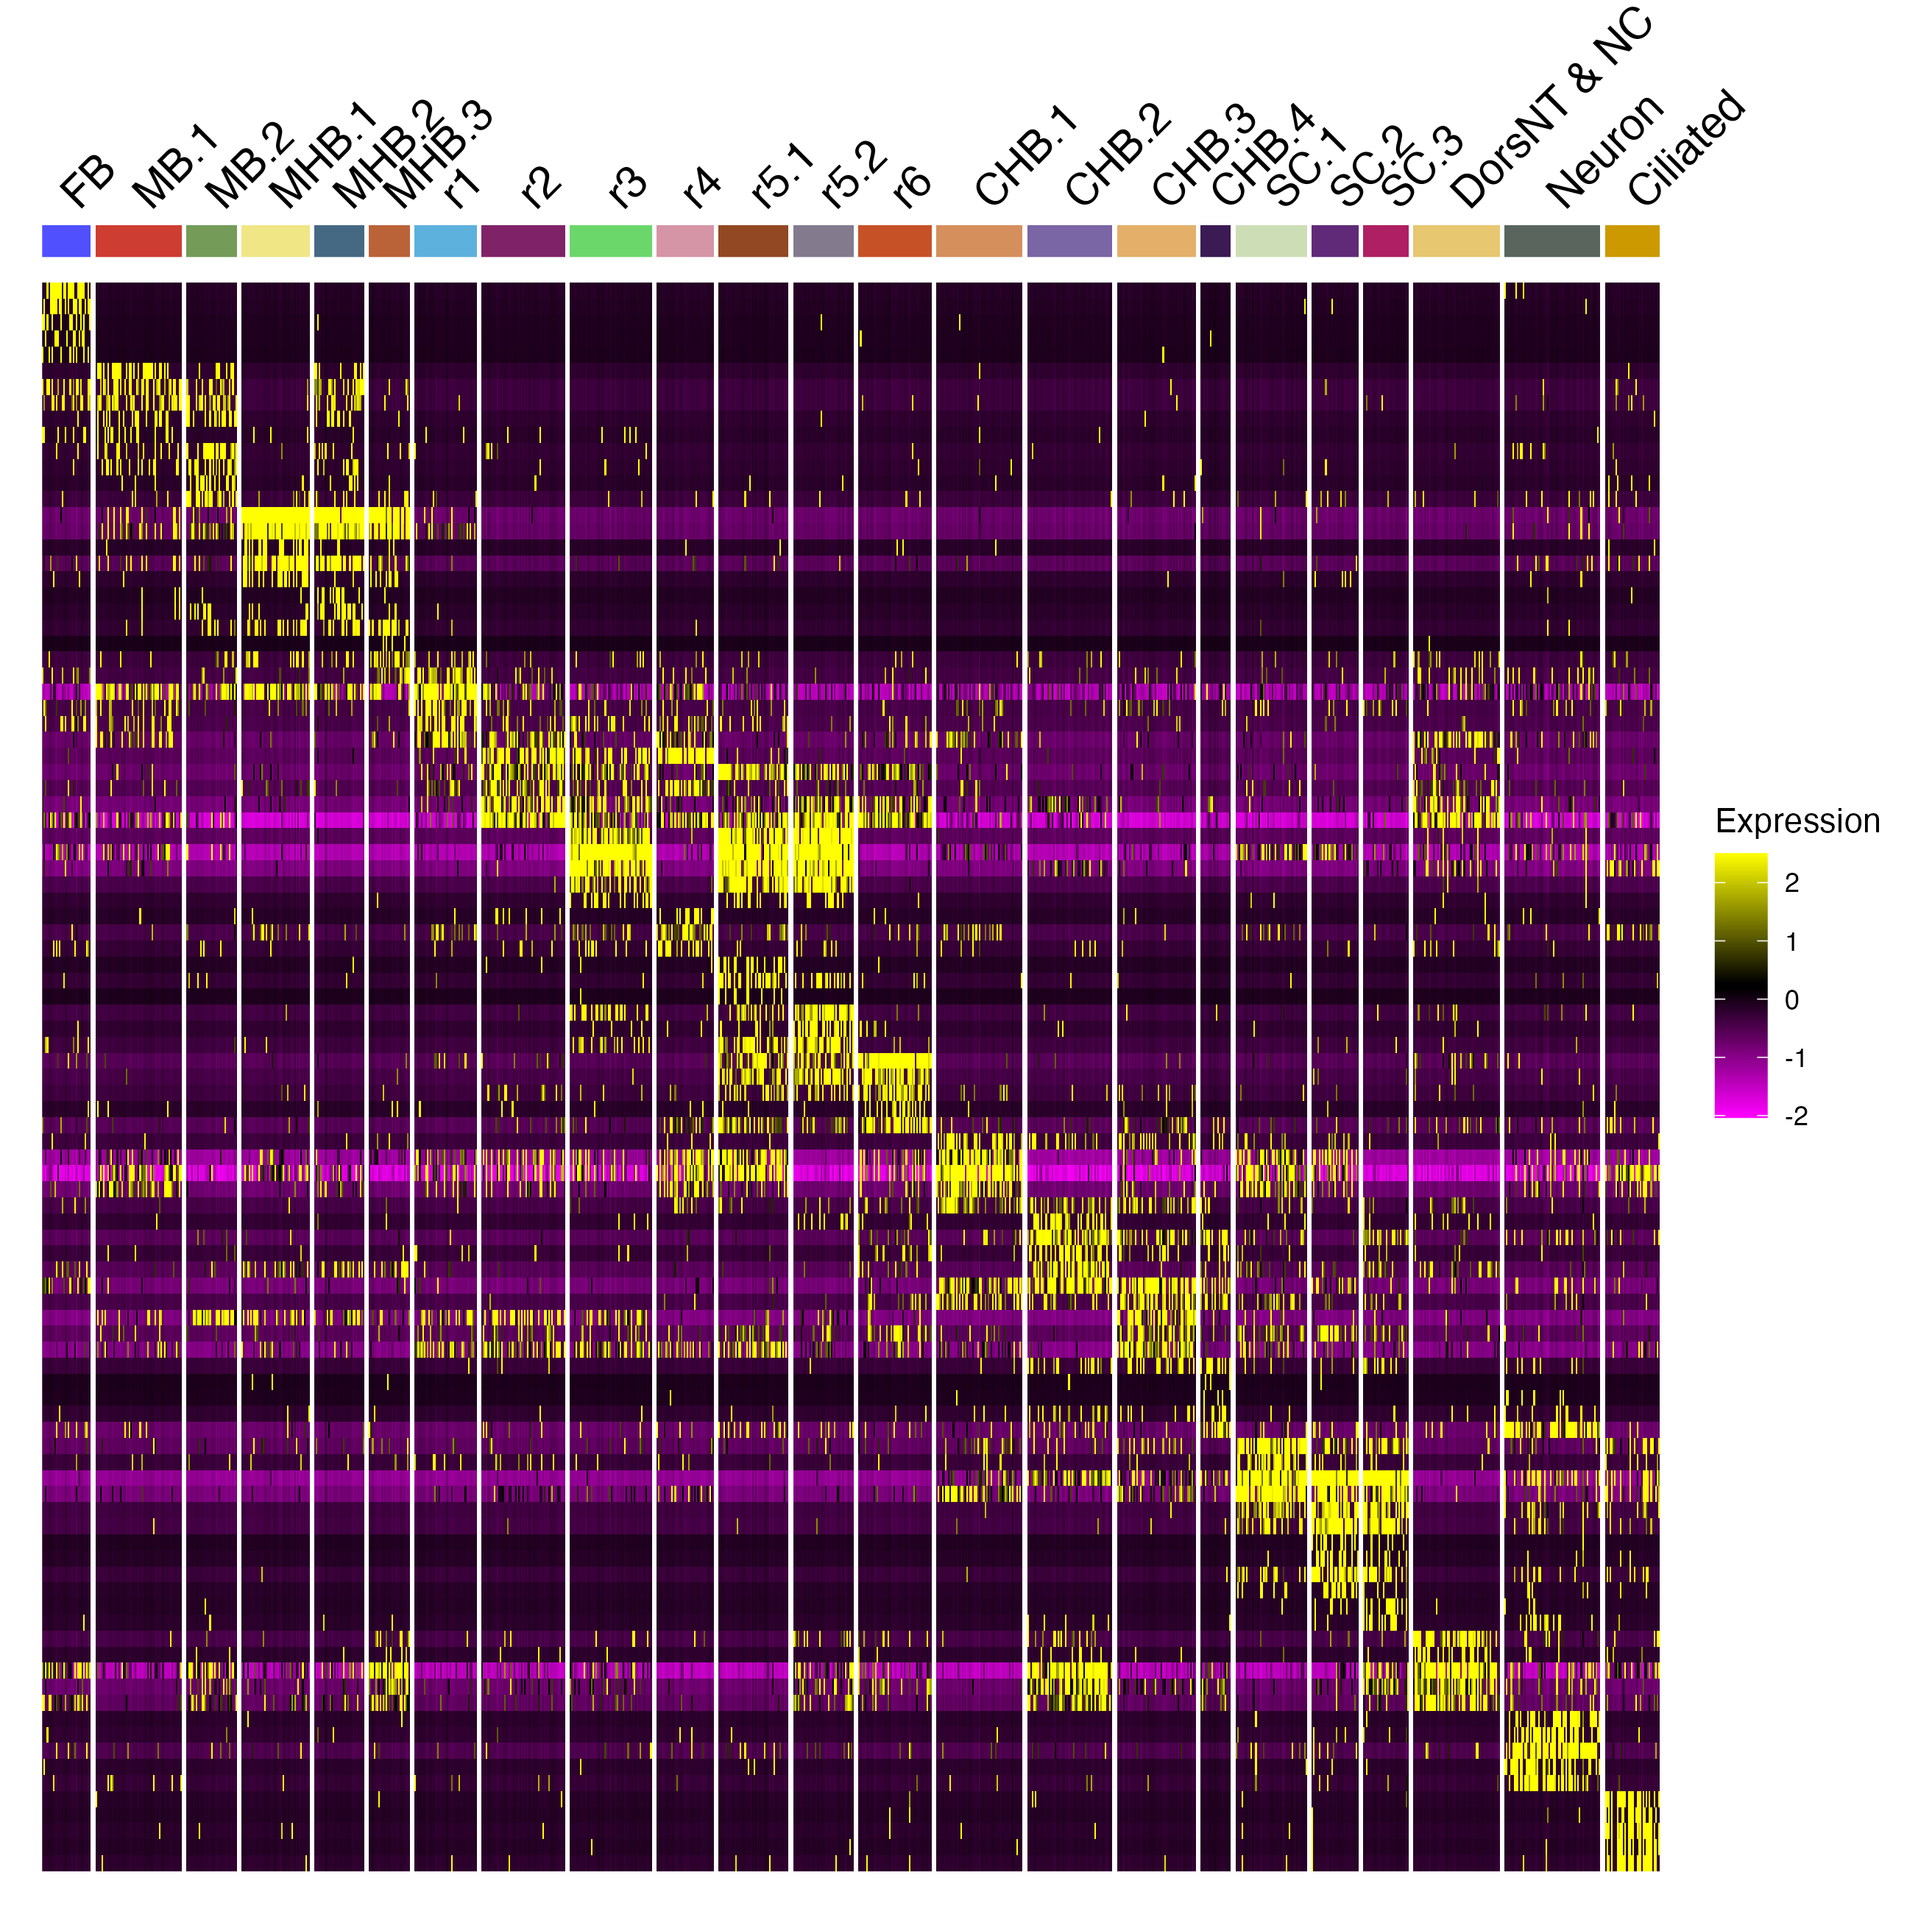 FB
MB.1
MB.2
MHB.1
MHB.2
MHB.3
r1
r2
r3
r4
r5.1
r5.2
r6
CHB.1
CHB.2
CHB.3
CHB.4
SC.1
SC.2
SC.3
DorsNT & NC
Neuron
Ciliated
Expression
2
1
0
-1
-2